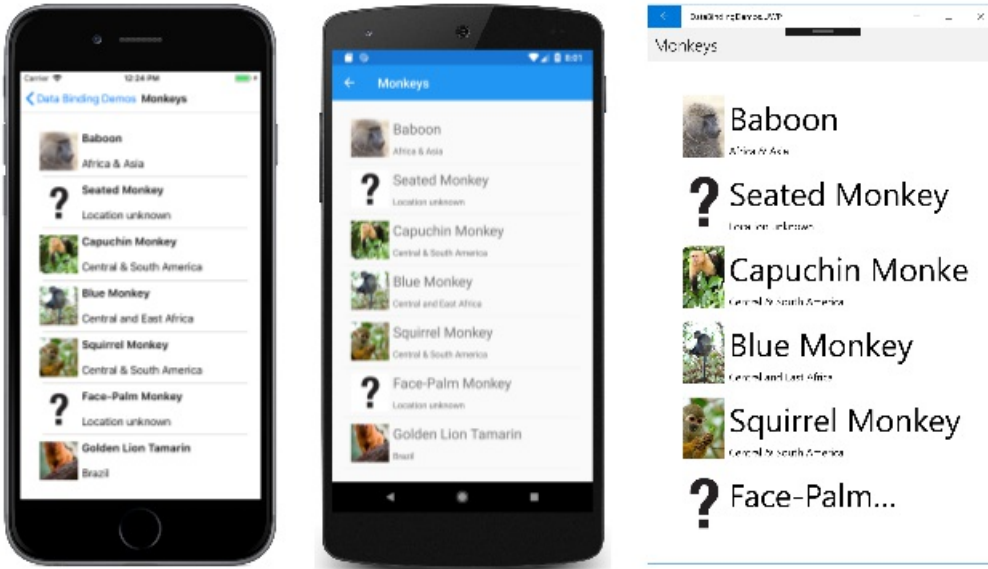 Carrier 12:24 PM
Data Binding Demos Monkeys
Baboon
Africa & Asia
Seated Monkey
Location unknown
Capuchin Monkey
Central & South America
Blue Monkey
Central and East Africa
Squirrel Monkey
Central & South America
Face-Palm Monkey
Location unknown
Golden Lion Tamarin
Brazil
8:01
Monkeys
Baboon
Africa & Asia
Seated Monkey
Location unknown
Capuchin Monkey
Central & South America
Blue Monkey
Central and East Africa
Squirrel Monkey
Central & South America
Face-Palm Monkey
Location unknown
Golden Lion Tamarin
Brazil
DataBindingDemos.UWP
Monkeys
Baboon
Africa & Asia
Seated Monkey
Location unknown
Capuchin Monke
Central & South America
Blue Monkey
Central and East Africa
Squirrel Monkey
Central & South America
Face-Palm...